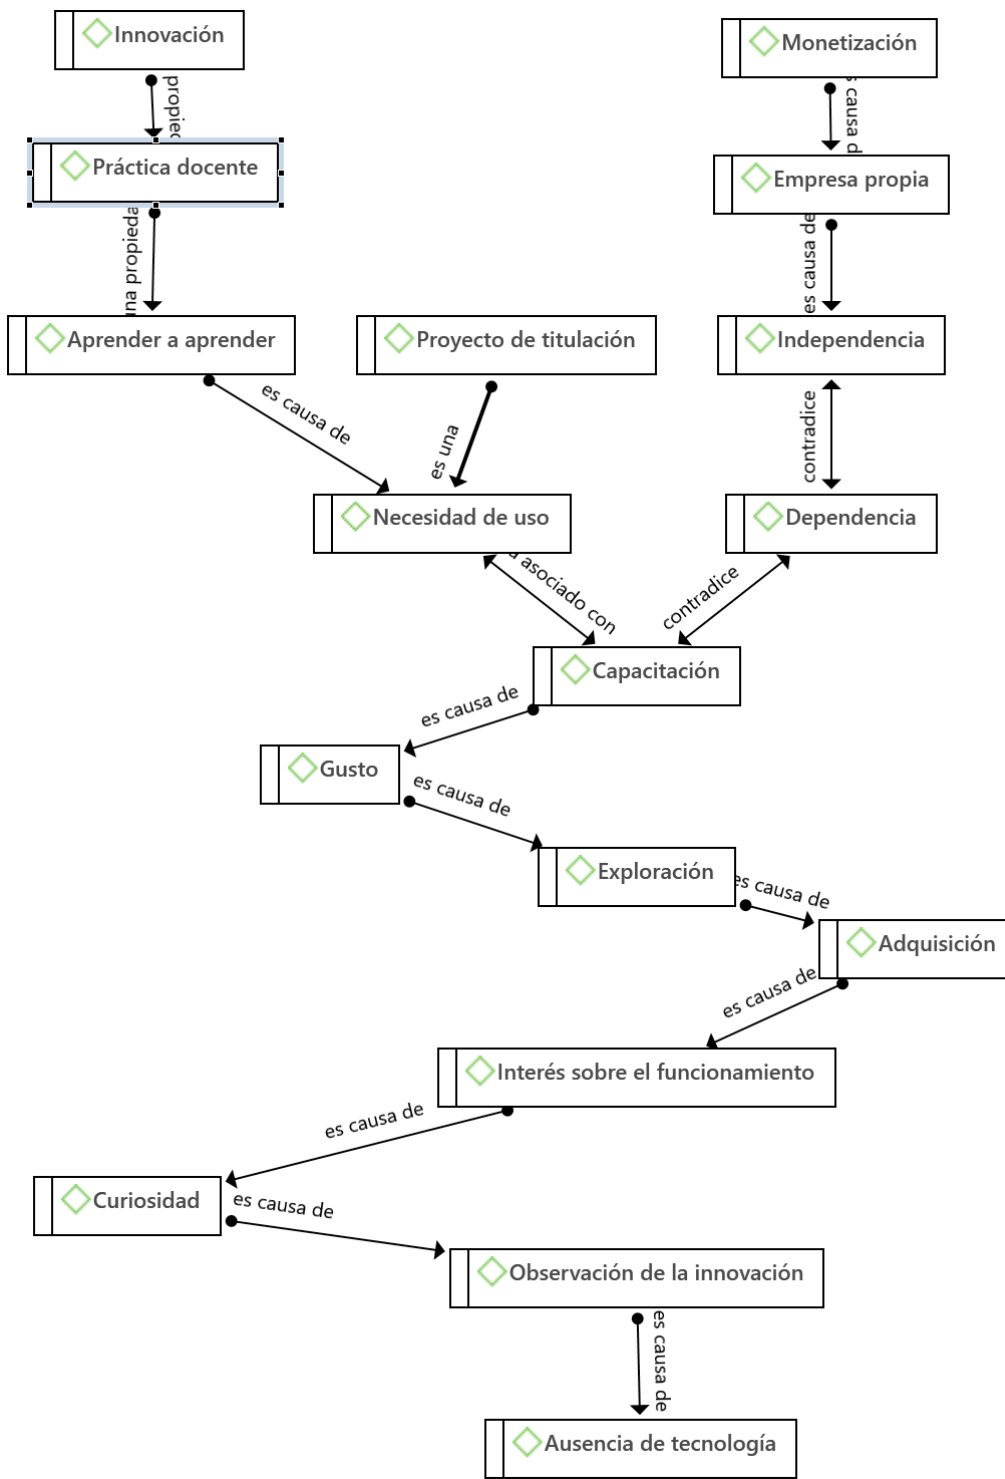 Innovación
Monetización
Práctica docente
Empresa propia
es causa de
Aprender a aprender
Proyecto de titulación
Independencia
es causa de
es una
contradice
Necesidad de uso
Dependencia
asociado con
contradice
Capacitación
es causa de
Gusto
es causa de
Exploración
es causa de
Adquisición
es causa de
Interés sobre el funcionamiento
es causa de
Curiosidad
es causa de
Observación de la innovación
es causa de
Ausencia de tecnología